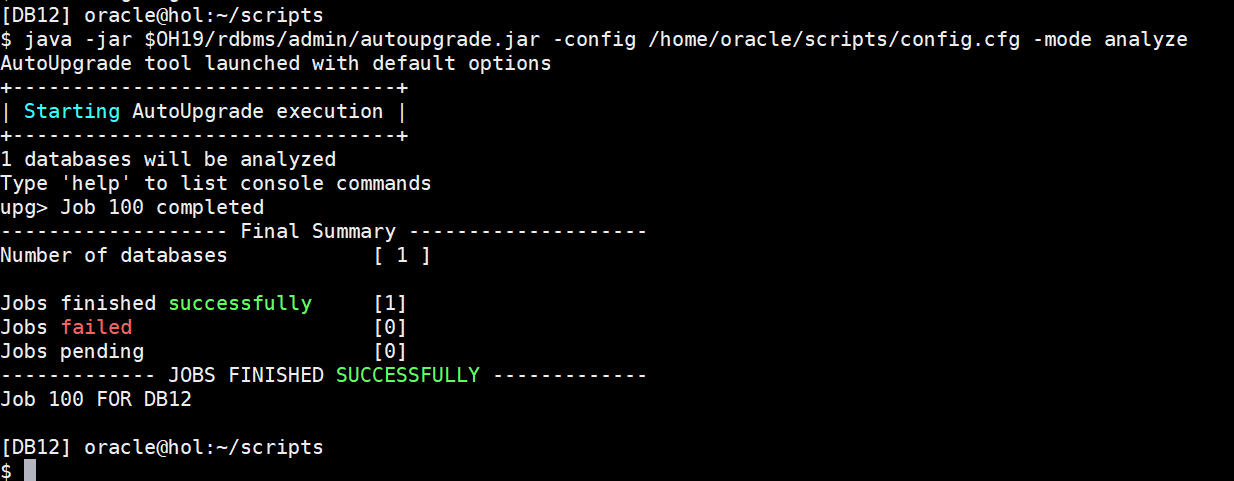 [DB12] oracle@hol:~/scripts
$ java -jar $OH19/rdbms/admin/autoupgrade.jar -config /home/oracle/scripts/config.cfg -mode analyze
AutoUpgrade tool launched with default options
+--------------------------------+
| Starting AutoUpgrade execution |
+--------------------------------+
1 databases will be analyzed
Type 'help' to list console commands
upg> Job 100 completed
------------------- Final Summary --------------------
Number of databases            [ 1 ]

Jobs finished successfully     [1]
Jobs failed                    [0]
Jobs pending                   [0]
------------- JOBS FINISHED SUCCESSFULLY -------------
Job 100 FOR DB12

[DB12] oracle@hol:~/scripts
$